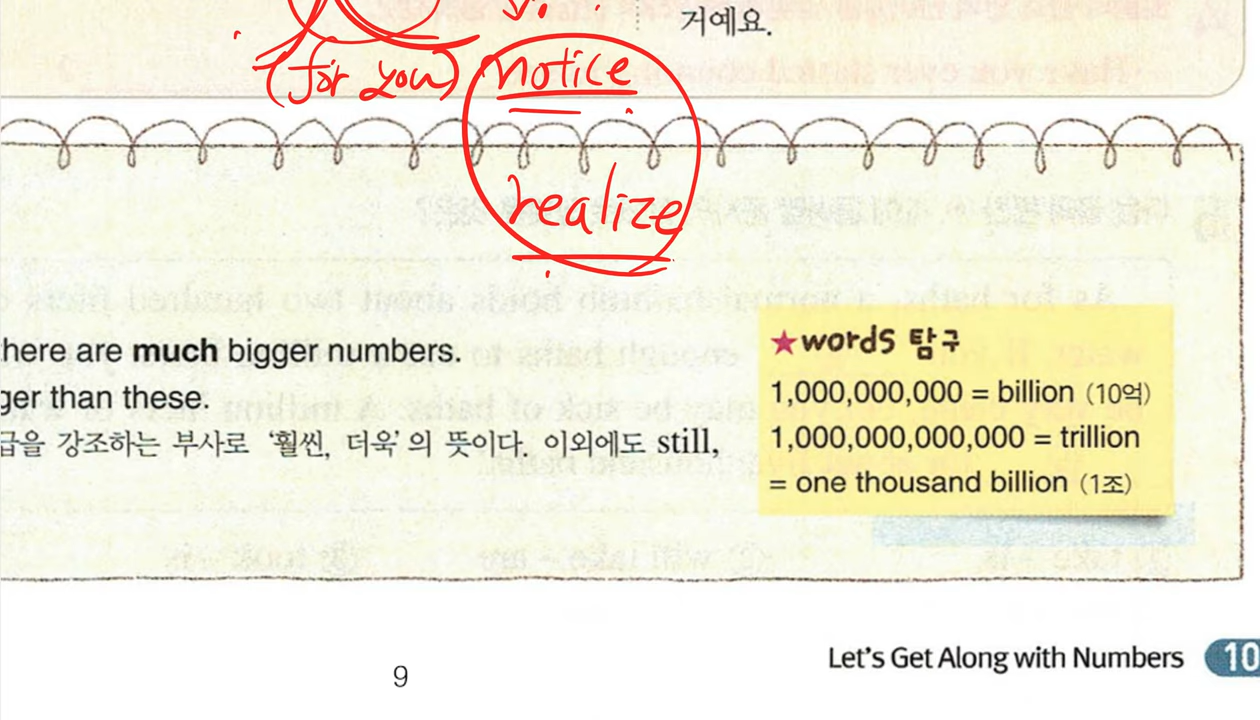 거예요.
(for you) notice
realize
here are much bigger numbers.
ger than these.
급을 강조하는 부사로 '훨씬, 더욱'의 뜻이다. 이외에도 still,
★words 탐구
1,000,000,000 = billion (10억)
1,000,000,000,000 = trillion
= one thousand billion (1조)
Let's Get Along with Numbers 10
9